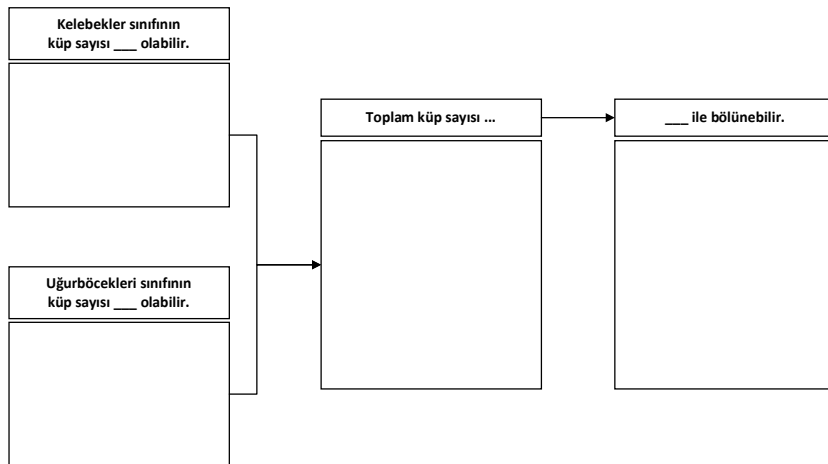 Kelebekler sınıfının
küp sayısı ___ olabilir.
Toplam küp sayısı ...
___ ile bölünebilir.
Uğurböcekleri sınıfının
küp sayısı ___ olabilir.